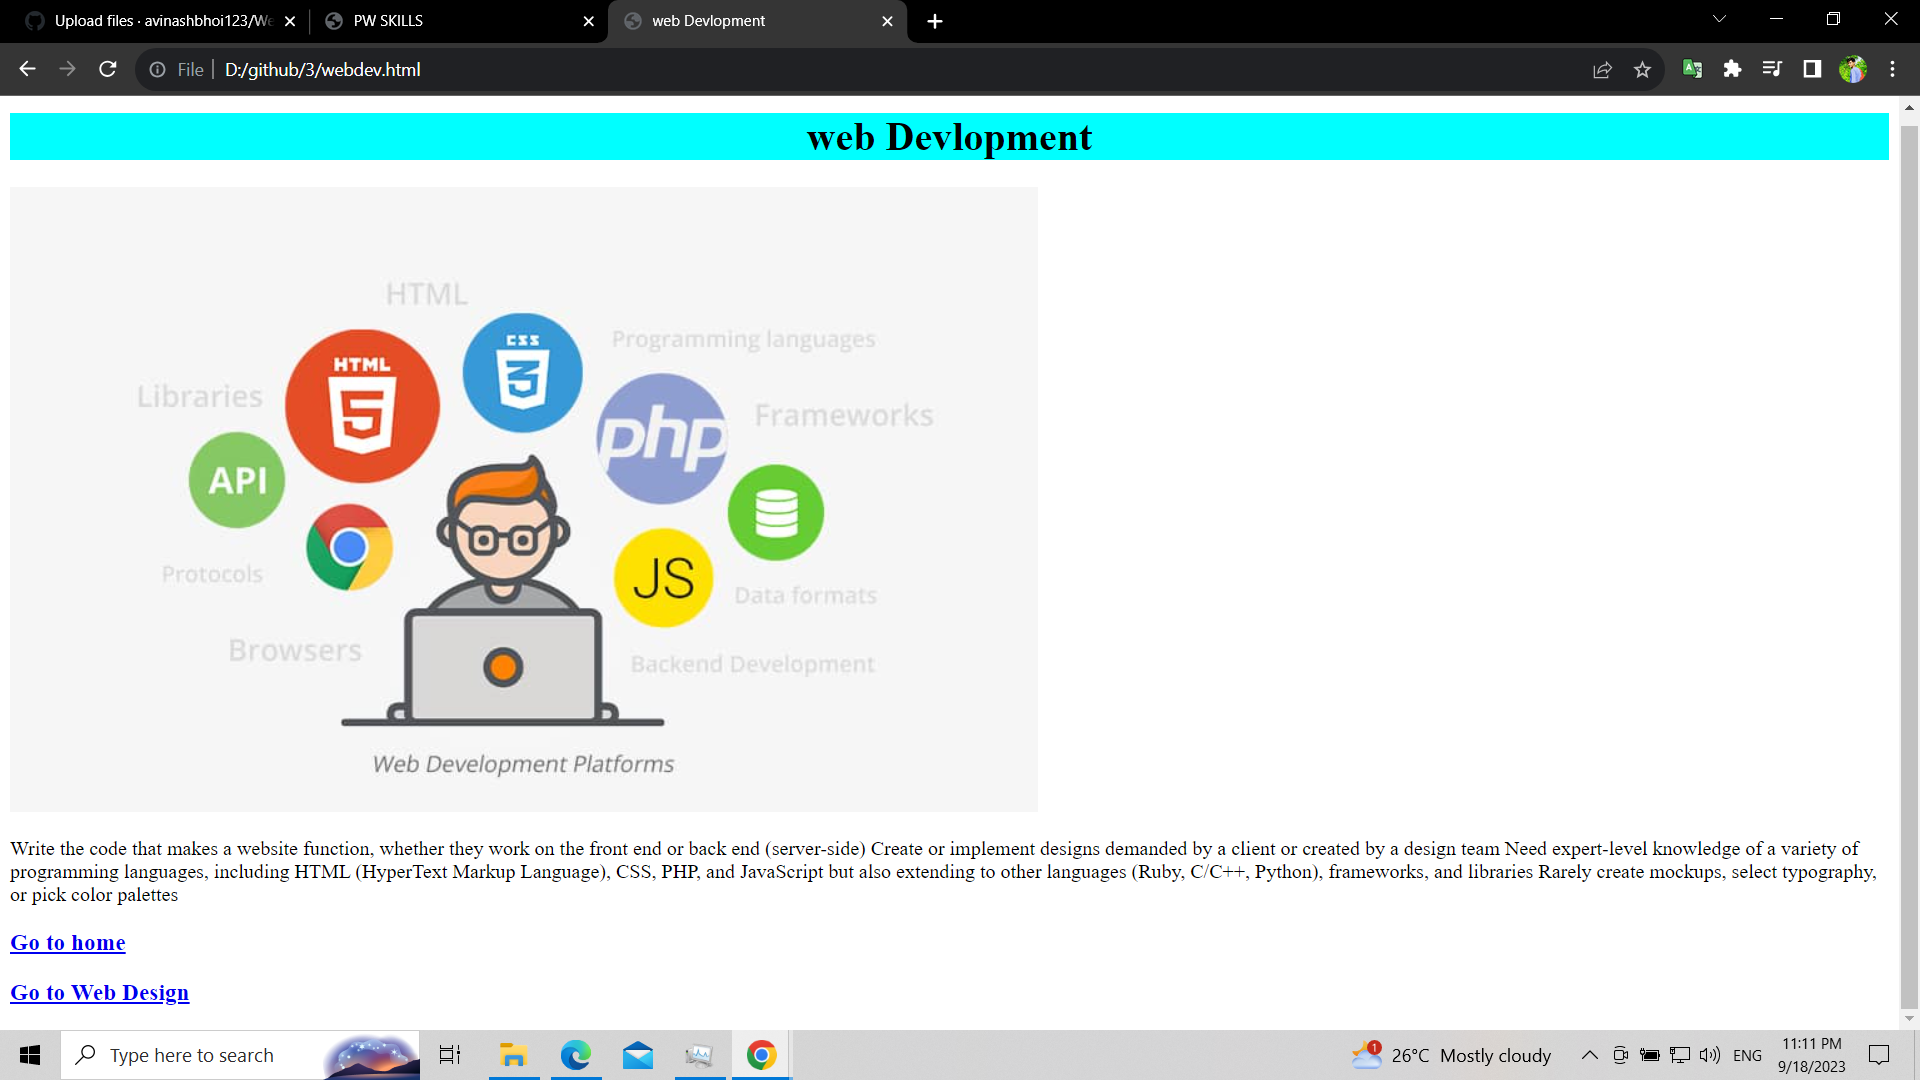 Upload files · avinashbhoi123/We
PW SKILLS
web Devlopment
File
D:/github/3/webdev.html
web Devlopment
HTML
CSS
3
Programming languages
HTML
5
Libraries
php
Frameworks
API
JS
Protocols
Data formats
Browsers
Backend Development
Web Development Platforms
Write the code that makes a website function, whether they work on the front end or back end (server-side) Create or implement designs demanded by a client or created by a design team Need expert-level knowledge of a variety of
programming languages, including HTML (HyperText Markup Language), CSS, PHP, and JavaScript but also extending to other languages (Ruby, C/C++, Python), frameworks, and libraries Rarely create mockups, select typography,
or pick color palettes
Go to home
Go to Web Design
Type here to search
1
26°C Mostly cloudy
ENG
11:11 PM
9/18/2023